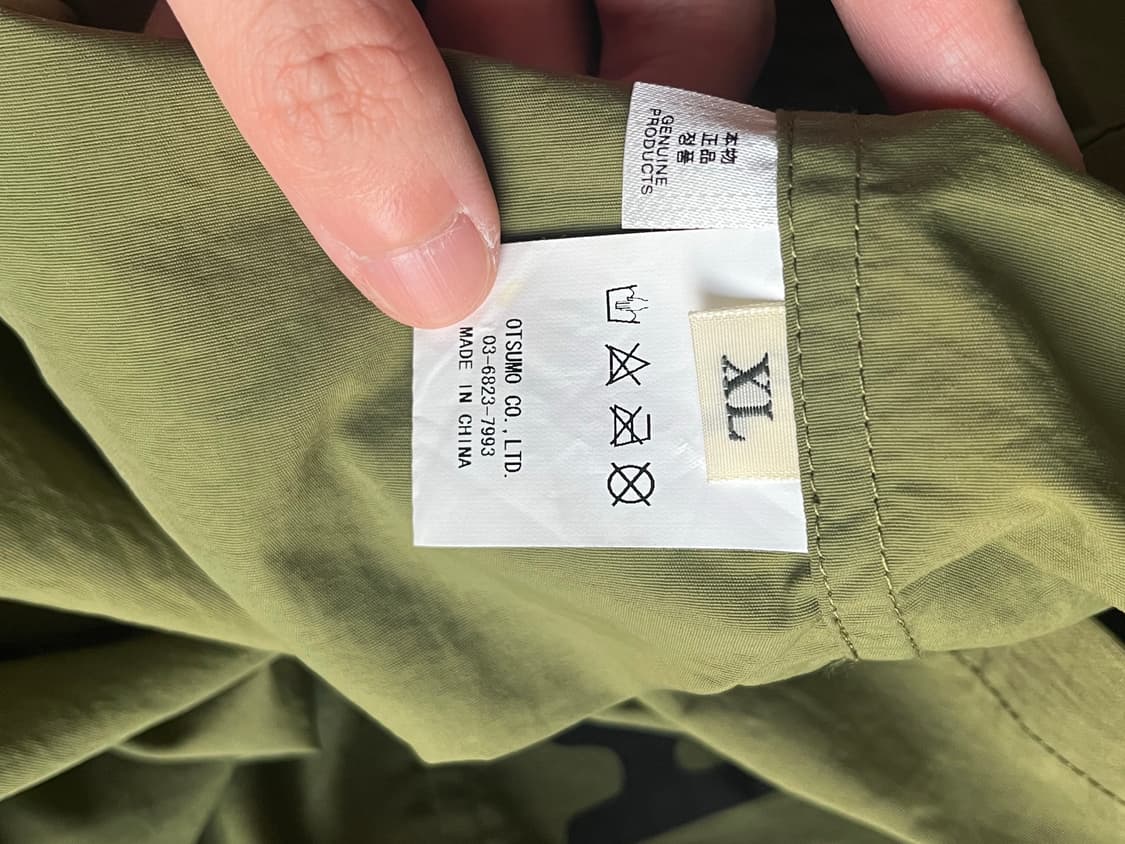 本物
正品
정품
GENUINE
PRODUCTS
XL
OTSUMO CO.,LTD.
03-6823-7993
MADE IN CHINA